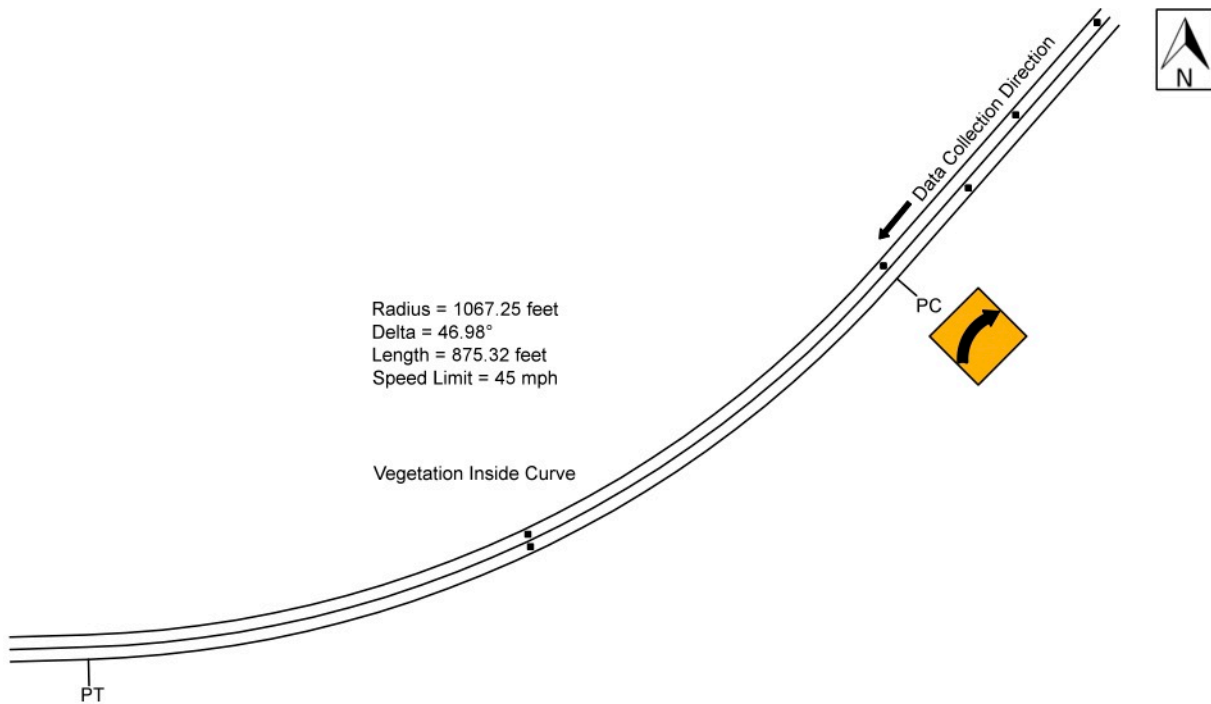 N
Data Collection Direction
PC
Radius = 1067.25 feet
Delta = 46.98°
Length = 875.32 feet
Speed Limit = 45 mph
Vegetation Inside Curve
PT